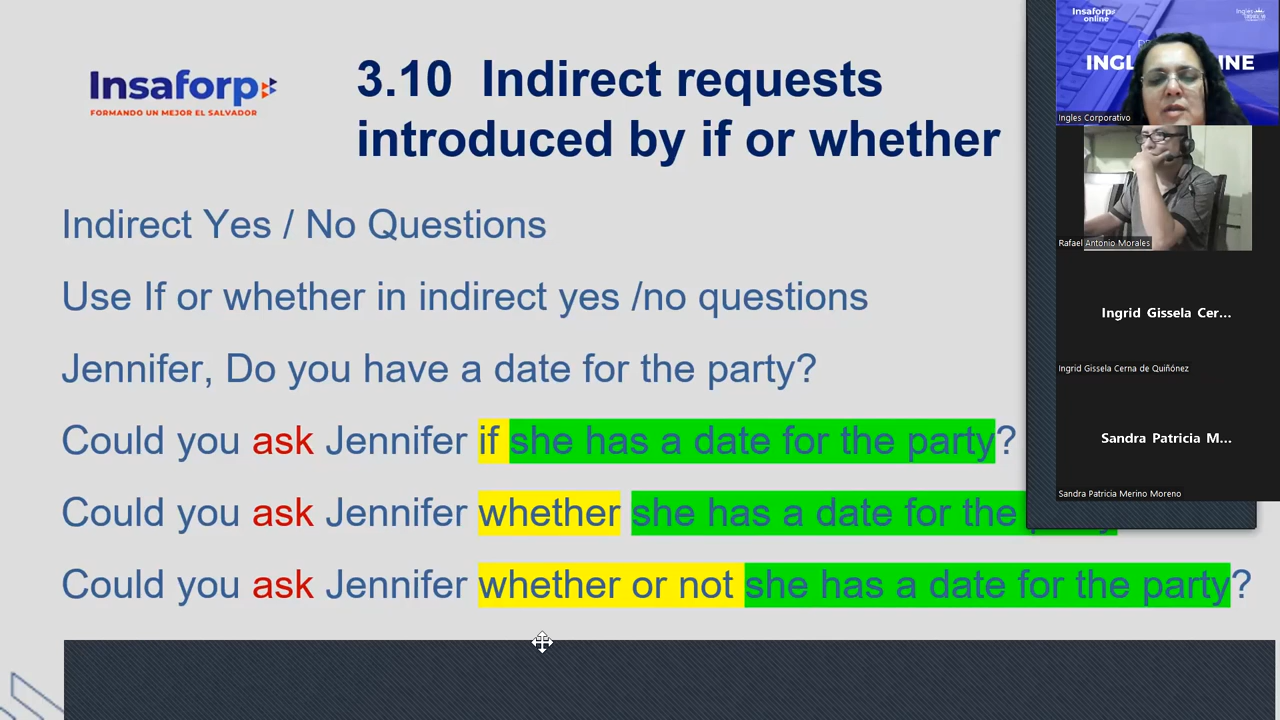 Insaforp
FORMANDO UN MEJOR EL SALVADOR
3.10 Indirect requests
introduced by if or whether
Indirect Yes / No Questions
Use If or whether in indirect yes /no questions
Jennifer, Do you have a date for the party?
Could you ask Jennifer if she has a date for the party?
Could you ask Jennifer whether she has a date for the
Could you ask Jennifer whether or not she has a date for the party?
Insaforp
online
INGL
INE
Ingles Corporativo
Rafael Antonio Morales
Ingrid Gissela Cer...
Ingrid Gissela Cerna de Quiñónez
Sandra Patricia M...
Sandra Patricia Merino Moreno